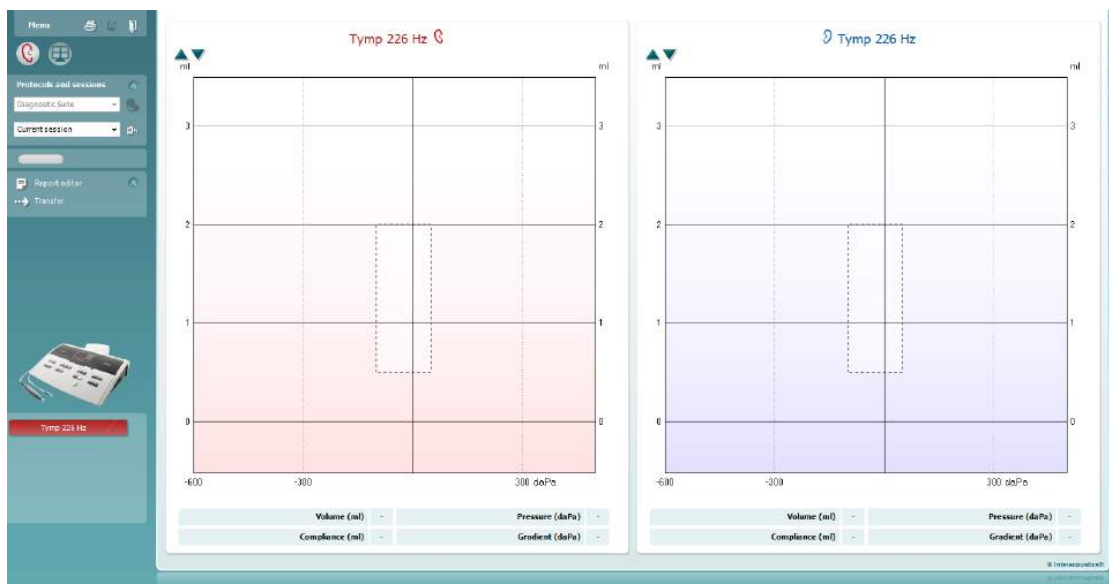 Menu
Protocols and sessions
Diagnostic Suite
Current session
Report editor
Transfer
Tymp 226 Hz
Tymp 226 Hz
ml
ml
3
3
2
2
1
1
0
0
-600
-300
300 daPa
Volume (ml) -
Pressure (daPa) -
Compliance (ml) -
Gradient (daPa) -
Tymp 226 Hz
ml
ml
3
3
2
2
1
1
0
0
-600
-300
300 daPa
Volume (ml) -
Pressure (daPa) -
Compliance (ml) -
Gradient (daPa) -
Interacoustics®